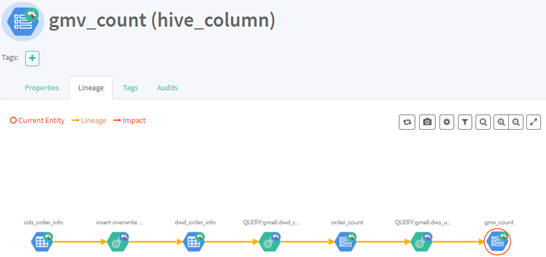 gmv_count (hive_column)
Tags:
Properties Lineage Tags Audits
Current Entity Lineage Impact
ods_order_info insert overwrite ... dwd_order_info QUERY:gmall.dwd_c... order_count QUERY:gmall.dws_u... gmv_count